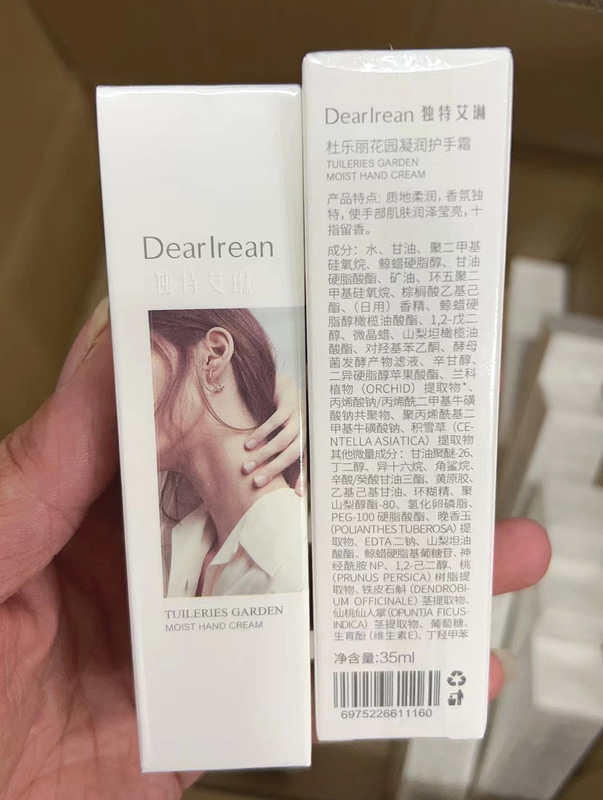 DearIrean
TUILERIES GARDEN
MOIST HAND CREAM
DearIrean 独特艾琳
杜乐丽花园凝润护手霜
TUILERIES GARDEN
MOIST HAND CREAM
产品特点: 质地柔润，香氛独
特，使手部肌肤润泽莹亮，十
指留香。
成分：水、甘油、聚二甲基
硅氧烷、鲸蜡硬脂醇、甘油
硬脂酸酯、矿油、环五聚二
甲基硅氧烷、棕榈酸乙基己
酯、（日用）香精、鲸蜡硬
脂醇橄榄油酸酯、1,2-戊二
醇、微晶蜡、山梨坦橄榄油
酸酯、对羟基苯乙酮、酵母
菌发酵产物滤液、辛甘醇、
二异硬脂醇苹果酸酯、兰科
植物（ORCHID）提取物*、
丙烯酸钠/丙烯酰二甲基牛磺
酸钠共聚物、聚丙烯酰基二
甲基牛磺酸钠、积雪草（CE-
NTELLA ASIATICA）提取物
其他微量成分：甘油聚醚-26、
丁二醇、异十六烷、角鲨烷、
辛酸/癸酸甘油三酯、黄原胶、
乙基己基甘油、环糊精、聚
山梨醇酯-80、氢化卵磷脂、
PEG-100 硬脂酸酯、晚香玉
（POLIANTHES TUBEROSA）提
取物、EDTA 二钠、山梨坦油
酸酯、鲸蜡硬脂基葡糖苷、神
经酰胺 NP、1,2-己二醇、桃
（PRUNUS PERSICA）树脂提
取物、铁皮石斛（DENDROBI-
UM OFFICINALE）茎提取物、
仙桃仙人掌（OPUNTIA FICUS-
INDICA）茎提取物、葡萄糖、
生育酚（维生素E）、丁羟甲苯
净含量:35ml
6975226611160